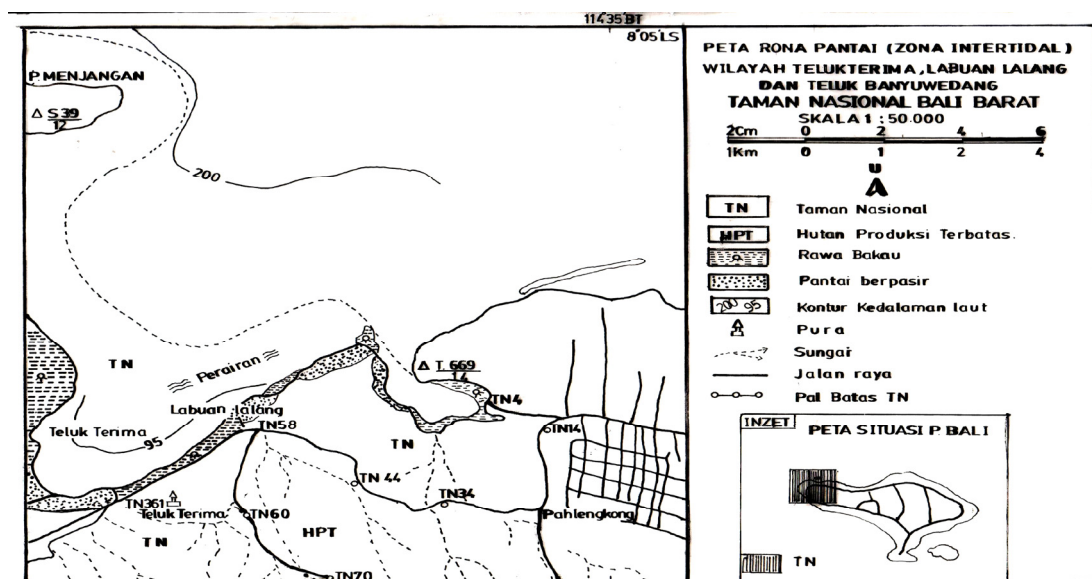 114°35'BT
8°05'LS
P.MENJANGAN
S 39
12
200
TN
Perairan
T. 669
14
TN4
Labuan lalang
Teluk Terima
95
TN58
TN
TN14
TN 44
TN34
TN361
Teluk Terima
TN60
HPT
Pahlengkong
TN
TN70
PETA RONA PANTAI (ZONA INTERTIDAL)
WILAYAH TELUKTERIMA,LABUAN LALANG
DAN TELUK BANYUWEDANG
TAMAN NASIONAL BALI BARAT
SKALA 1 : 50.000
2Cm 0 2 4 6
1Km 0 1 2 4
U
TN Taman Nasional
HPT Hutan Produksi Terbatas.
Rawa Bakau
Pantai berpasir
200 95 Kontur Kedalaman laut
Pura
Sungai
Jalan raya
Pal Batas TN
INZET
PETA SITUASI P. BALI
TN